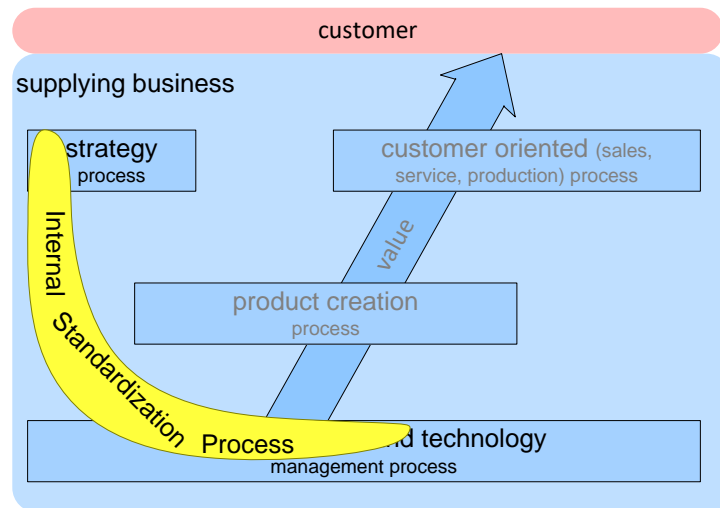 customer
supplying business
strategy
process
customer oriented (sales,
service, production) process
Internal Standardization Process
value
product creation
process
technology
management process